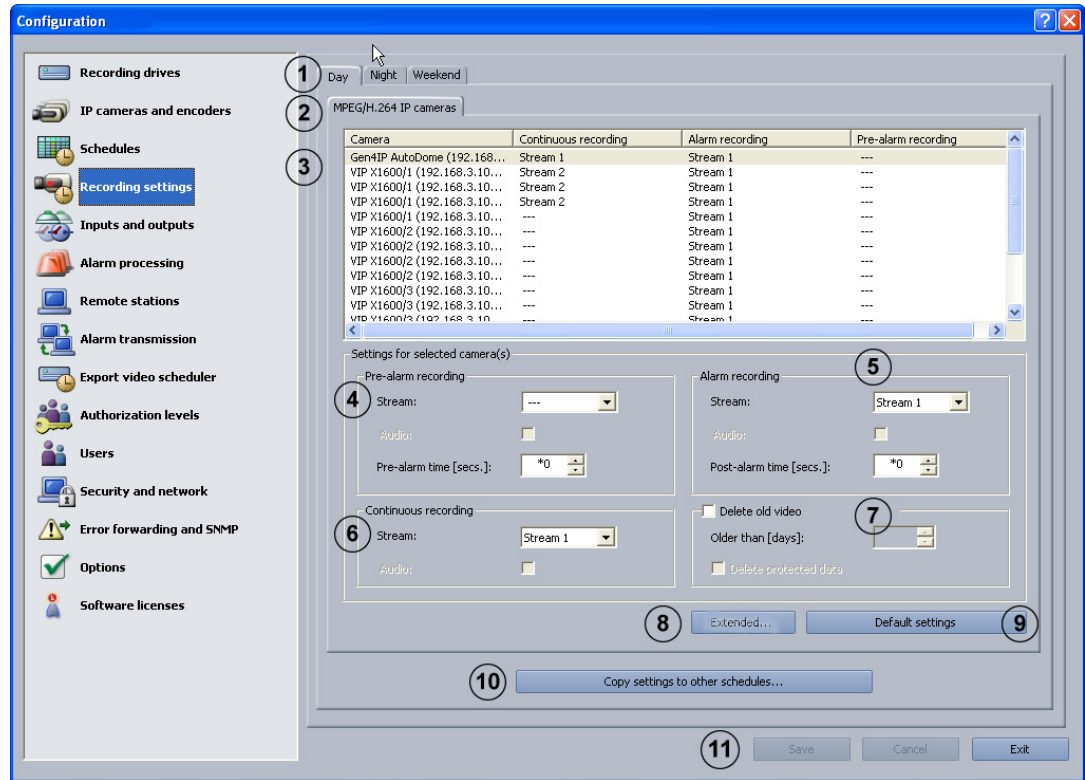 Configuration
Recording drives
IP cameras and encoders
Schedules
Recording settings
Inputs and outputs
Alarm processing
Remote stations
Alarm transmission
Export video scheduler
Authorization levels
Users
Security and network
Error forwarding and SNMP
Options
Software licenses
1 Day Night Weekend
2 MPEG/H.264 IP cameras
Camera Continuous recording Alarm recording Pre-alarm recording
3 Gen4IP AutoDome (192.168... Stream 1 Stream 1 ---
VIP X1600/1 (192.168.3.10... Stream 2 Stream 1 ---
VIP X1600/1 (192.168.3.10... Stream 2 Stream 1 ---
VIP X1600/1 (192.168.3.10... Stream 2 Stream 1 ---
VIP X1600/1 (192.168.3.10... --- Stream 1 ---
VIP X1600/2 (192.168.3.10... --- Stream 1 ---
VIP X1600/2 (192.168.3.10... --- Stream 1 ---
VIP X1600/2 (192.168.3.10... --- Stream 1 ---
VIP X1600/2 (192.168.3.10... --- Stream 1 ---
VIP X1600/3 (192.168.3.10... --- Stream 1 ---
VIP X1600/3 (192.168.3.10... --- Stream 1 ---
VIP X1600/3 (192.168.3.10... --- Stream 1 ---
Settings for selected camera(s)
Pre-alarm recording
4 Stream: ---
Audio:
Pre-alarm time [secs.]: *0
Alarm recording 5
Stream: Stream 1
Audio:
Post-alarm time [secs.]: *0
Continuous recording
6 Stream: Stream 1
Audio:
Delete old video 7
Older than [days]:
Delete protected data
8 Extended... Default settings 9
10 Copy settings to other schedules...
11 Save Cancel Exit